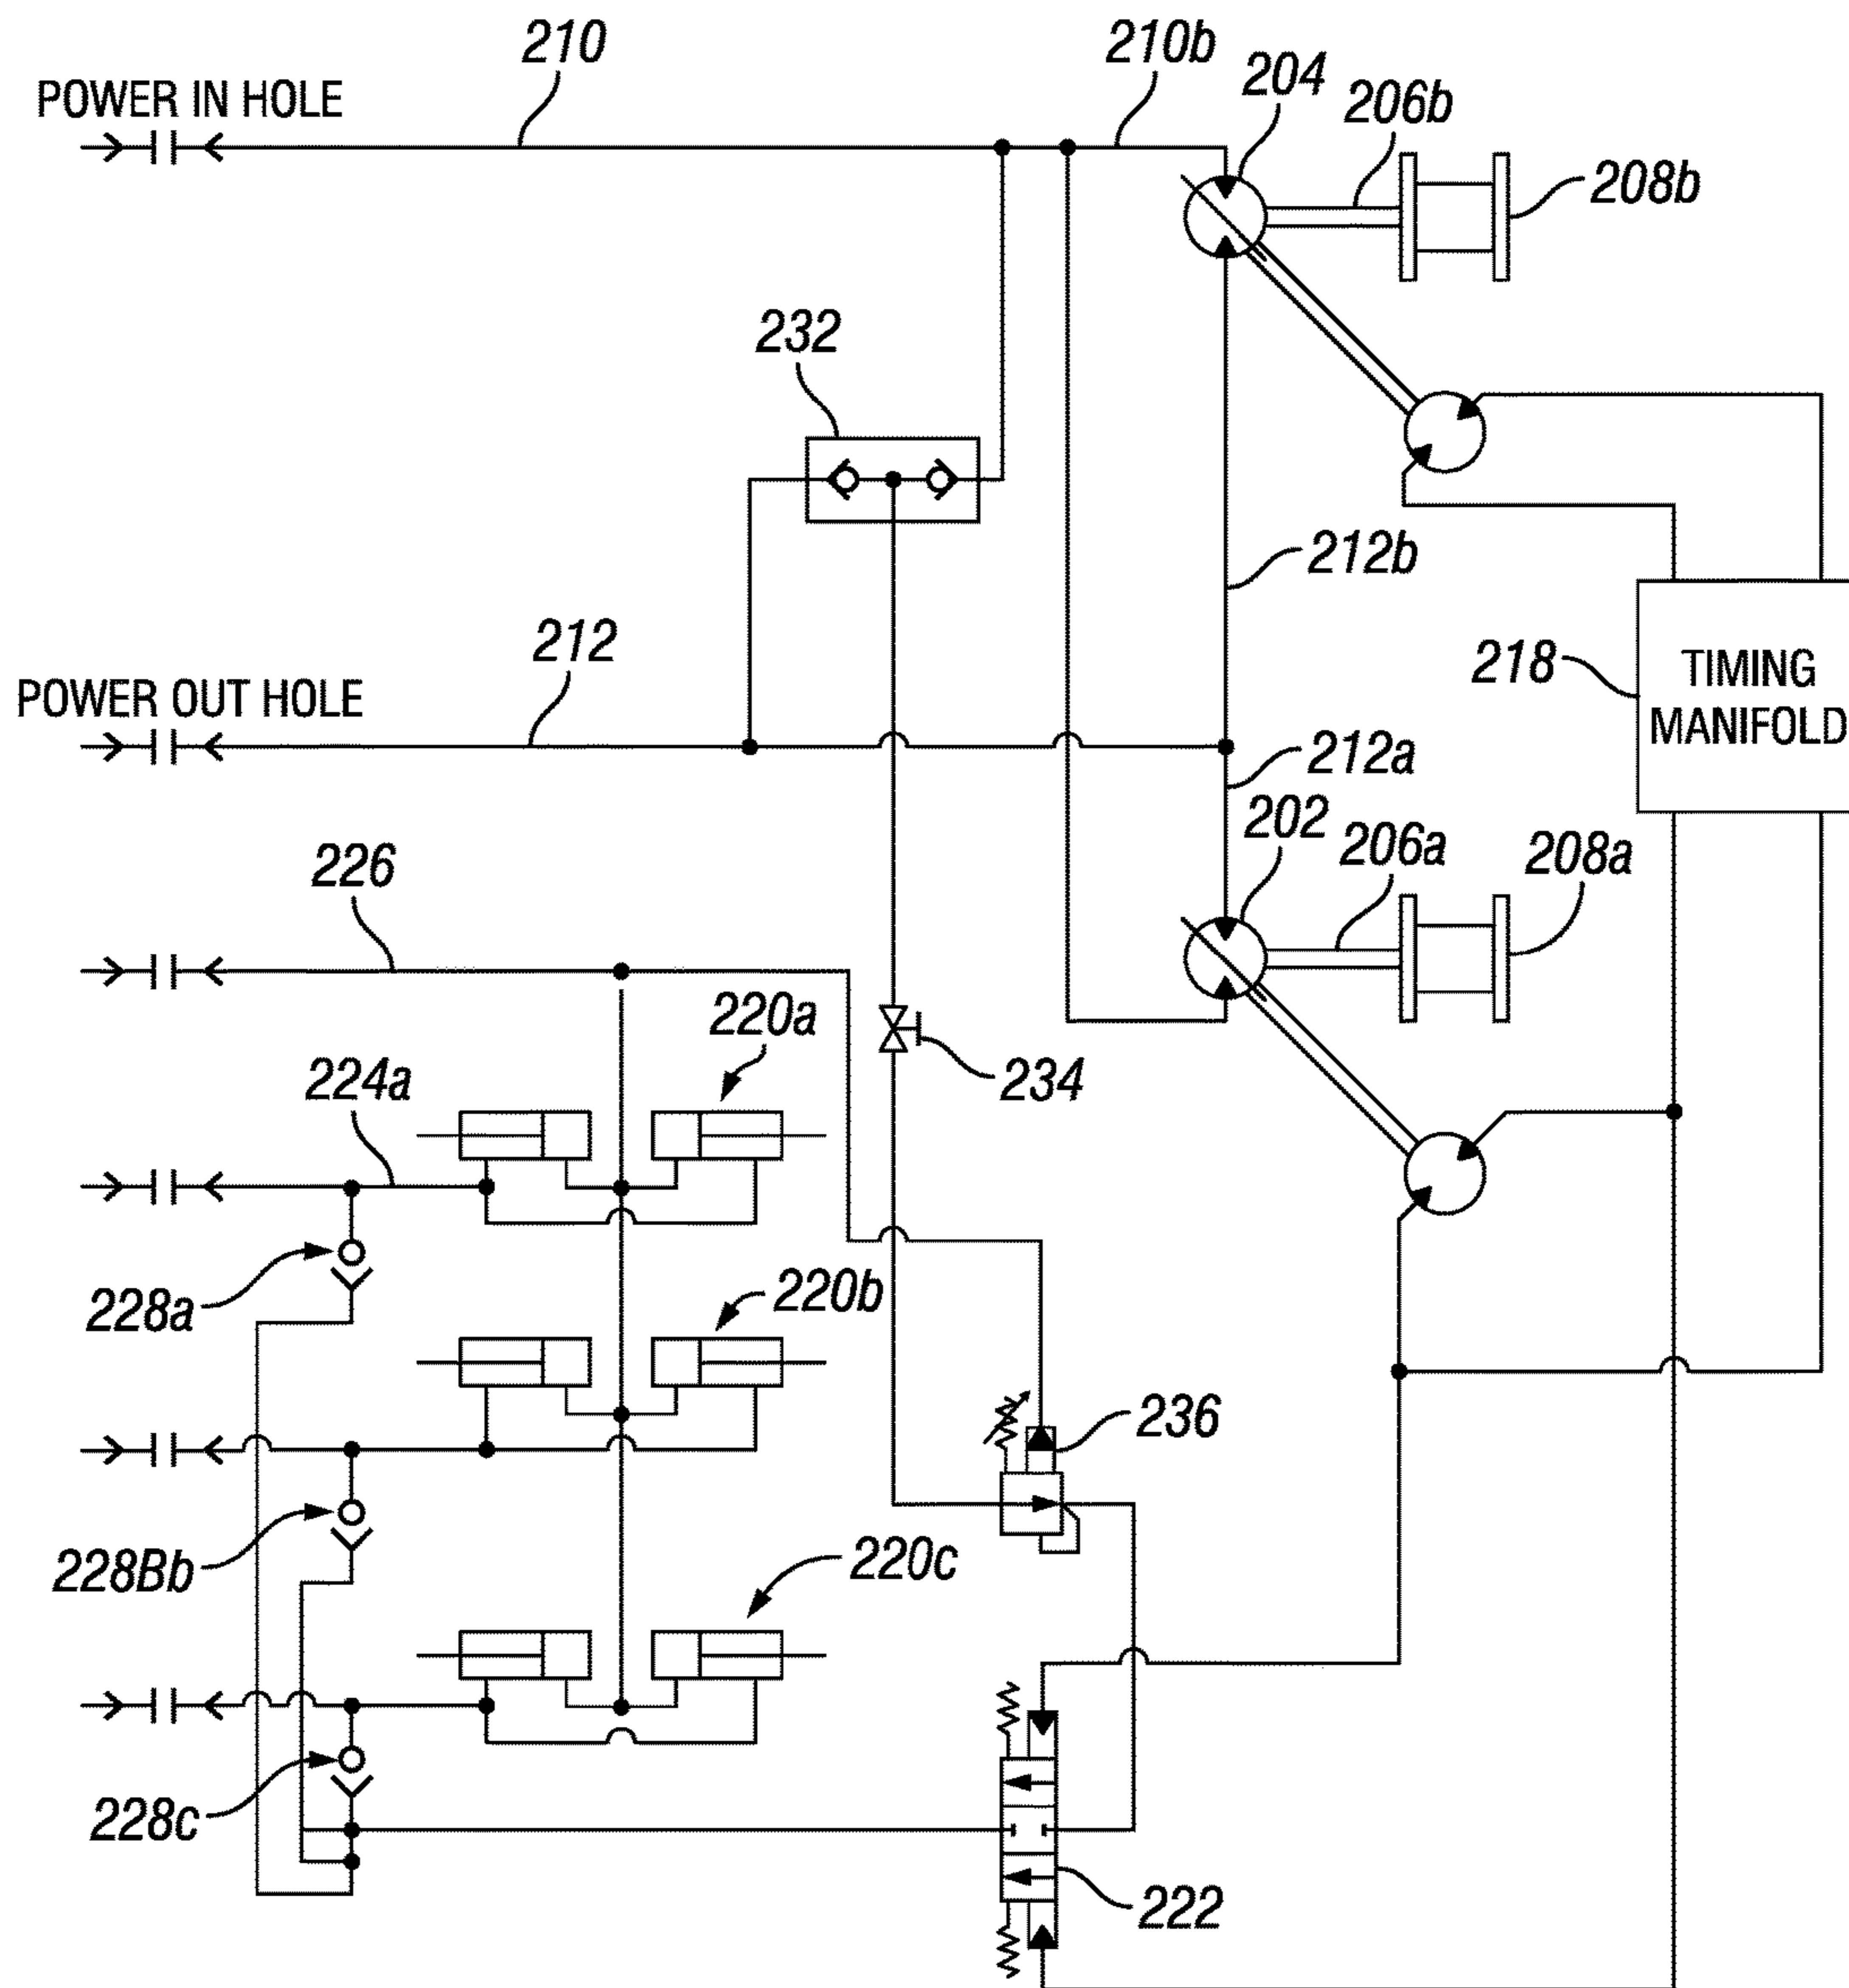 210
210b
POWER IN HOLE
204
206b
208b
232
212b
212
218
TIMING
MANIFOLD
POWER OUT HOLE
212a
202
206a
208a
226
220a
224a
234
228a
220b
236
228Bb
220c
228c
222